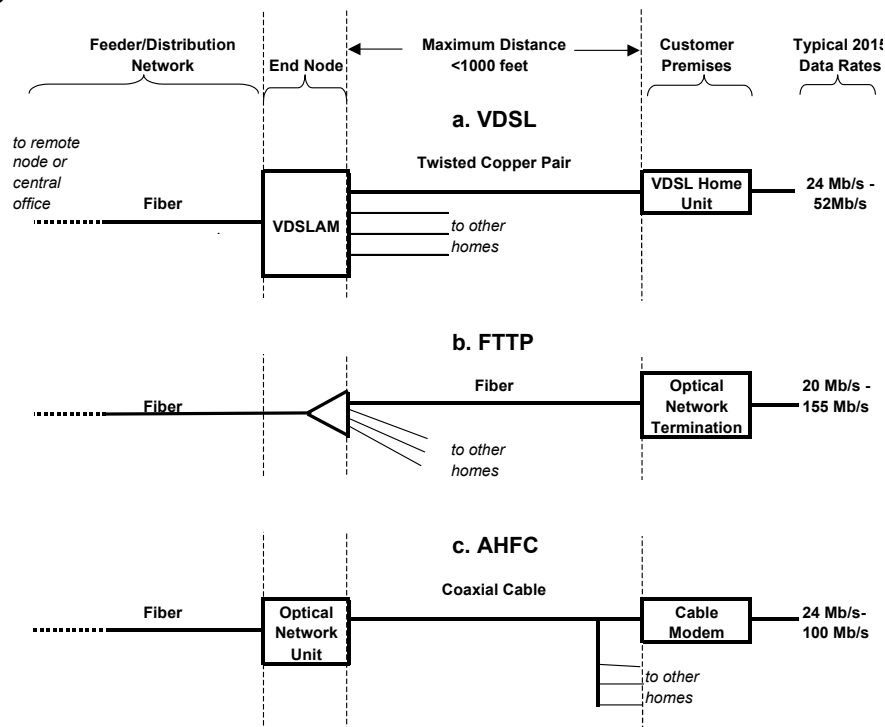 Feeder/Distribution
Network
End Node
Maximum Distance
<1000 feet
Customer
Premises
Typical 2015
Data Rates
a. VDSL
to remote
node or
central
office
Fiber
VDSLAM
Twisted Copper Pair
to other
homes
VDSL Home
Unit
24 Mb/s -
52Mb/s
b. FTTP
Fiber
Fiber
to other
homes
Optical
Network
Termination
20 Mb/s -
155 Mb/s
c. AHFC
Fiber
Optical
Network
Unit
Coaxial Cable
to other
homes
Cable
Modem
24 Mb/s-
100 Mb/s